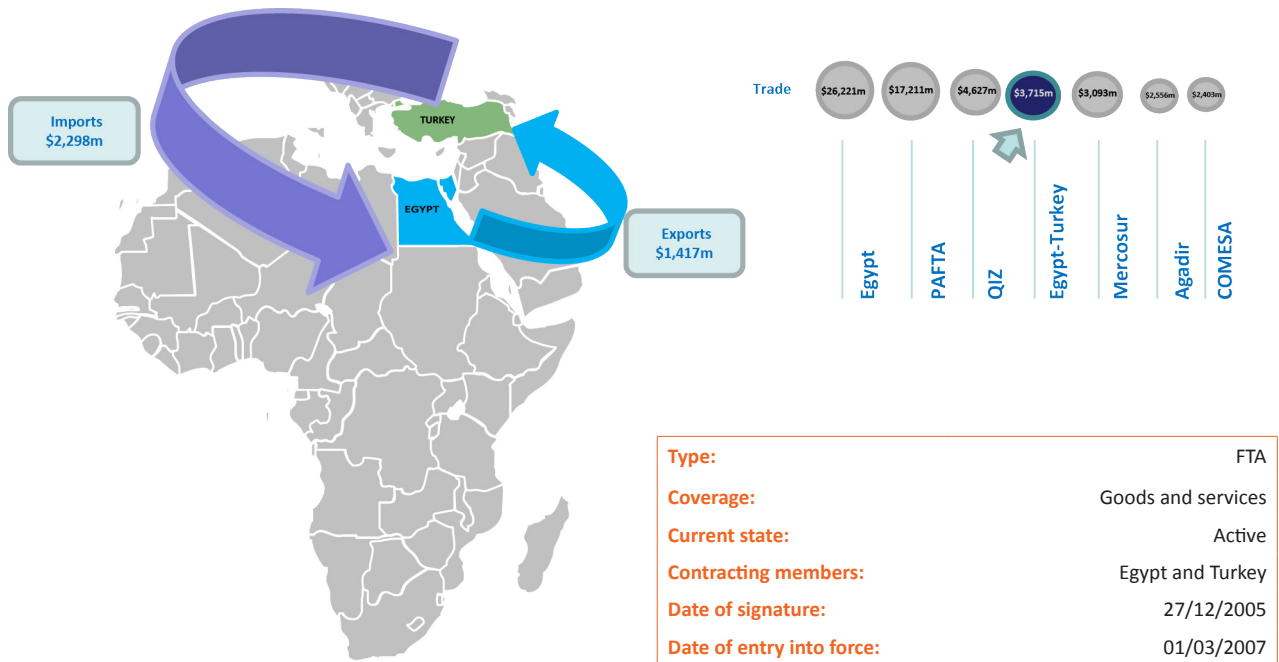 TURKEY
Imports
$2,298m
EGYPT
Exports
$1,417m
Trade
$26,221m
$17,211m
$4,627m
$3,715m
$3,093m
$2,556m
$2,403m
Egypt
PAFTA
QIZ
Egypt-Turkey
Mercosur
Agadir
COMESA
Type: FTA
Coverage: Goods and services
Current state: Active
Contracting members: Egypt and Turkey
Date of signature: 27/12/2005
Date of entry into force: 01/03/2007